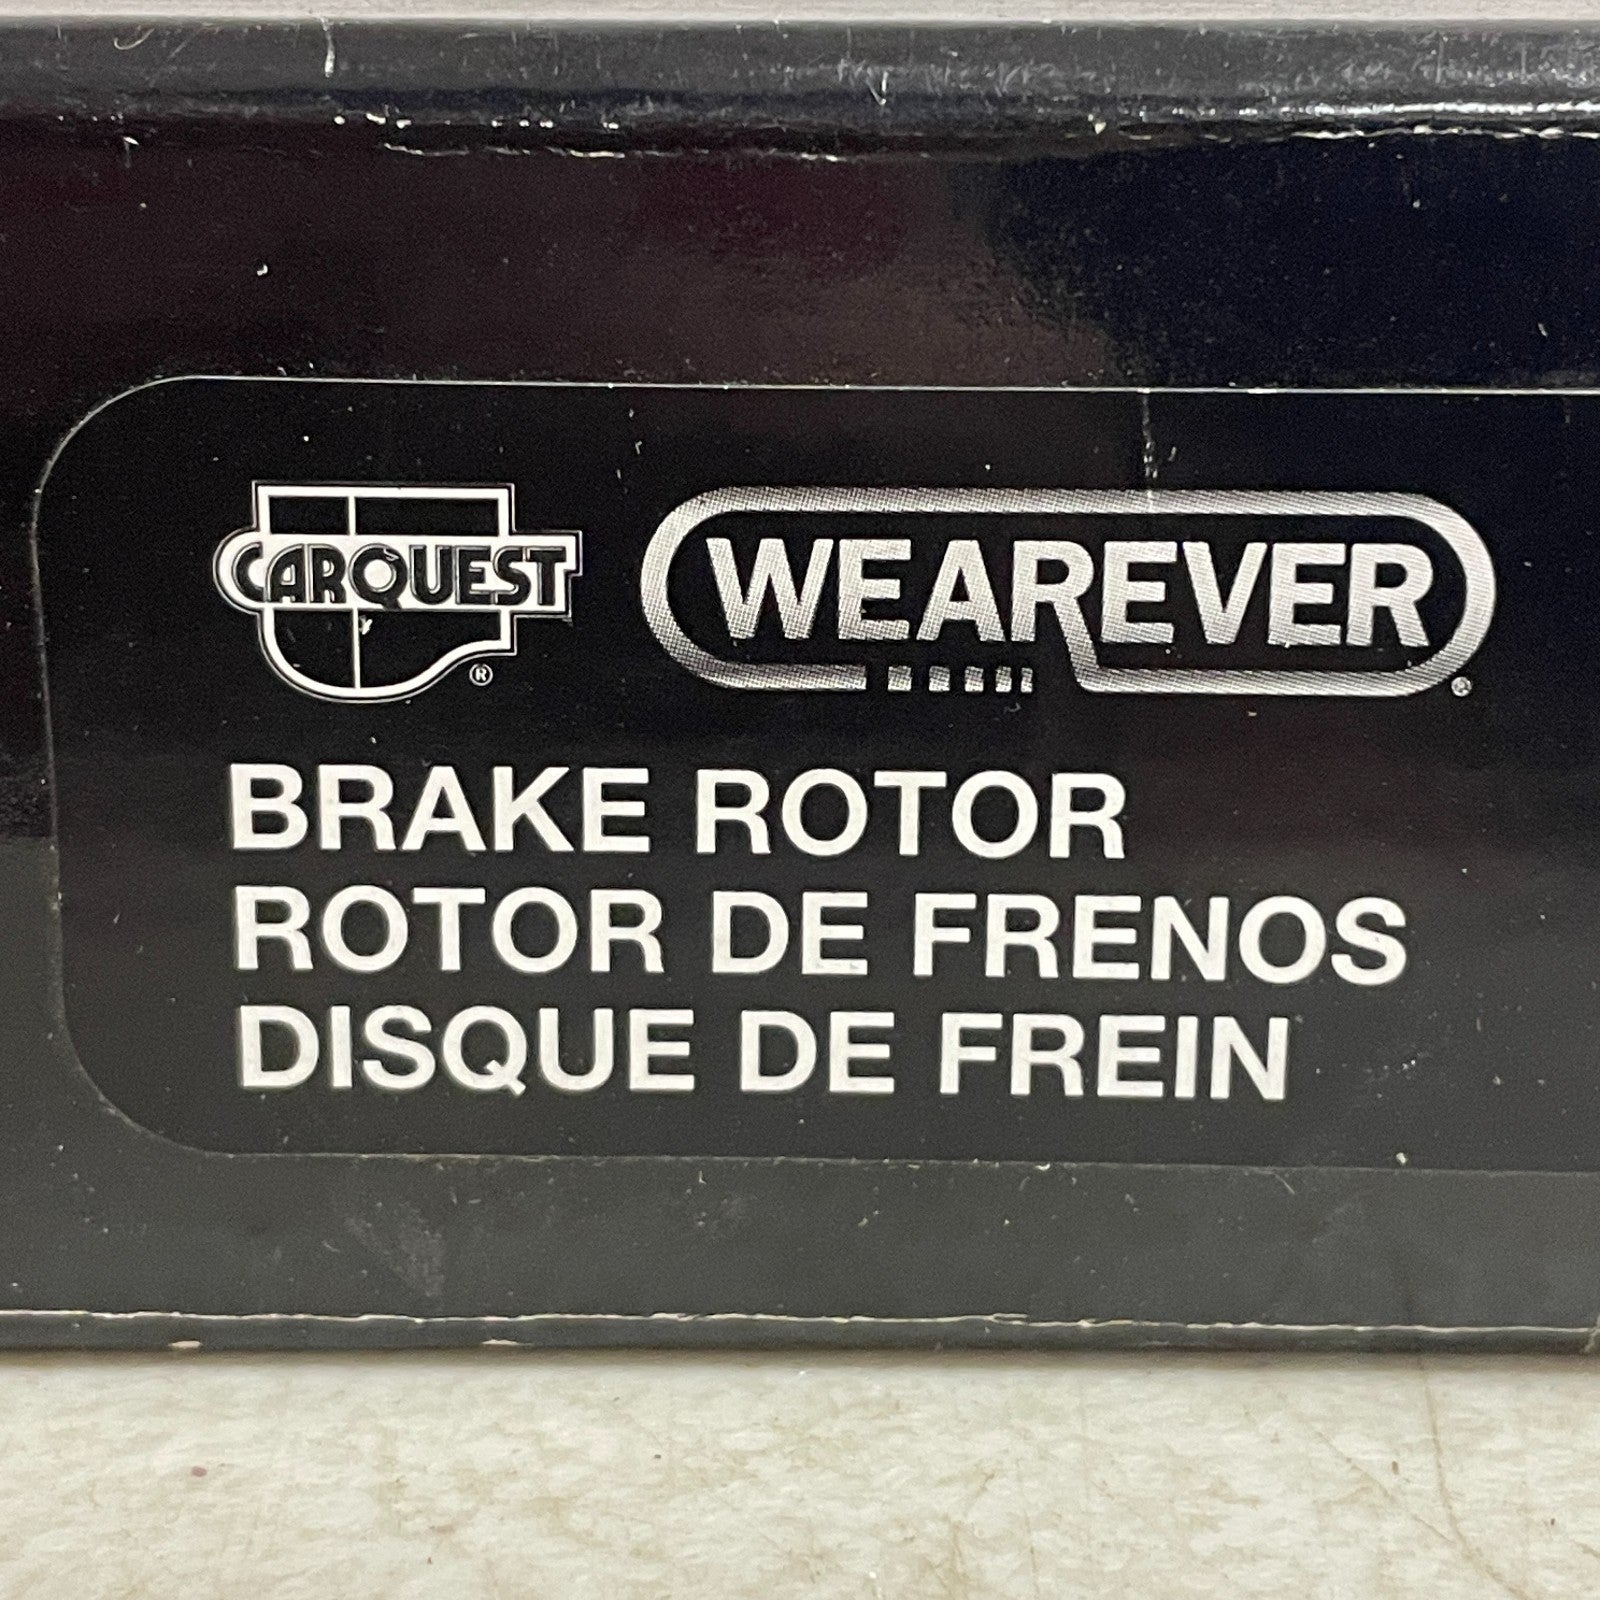 CARQUEST ® WEAREVER ®
BRAKE ROTOR
ROTOR DE FRENOS
DISQUE DE FREIN